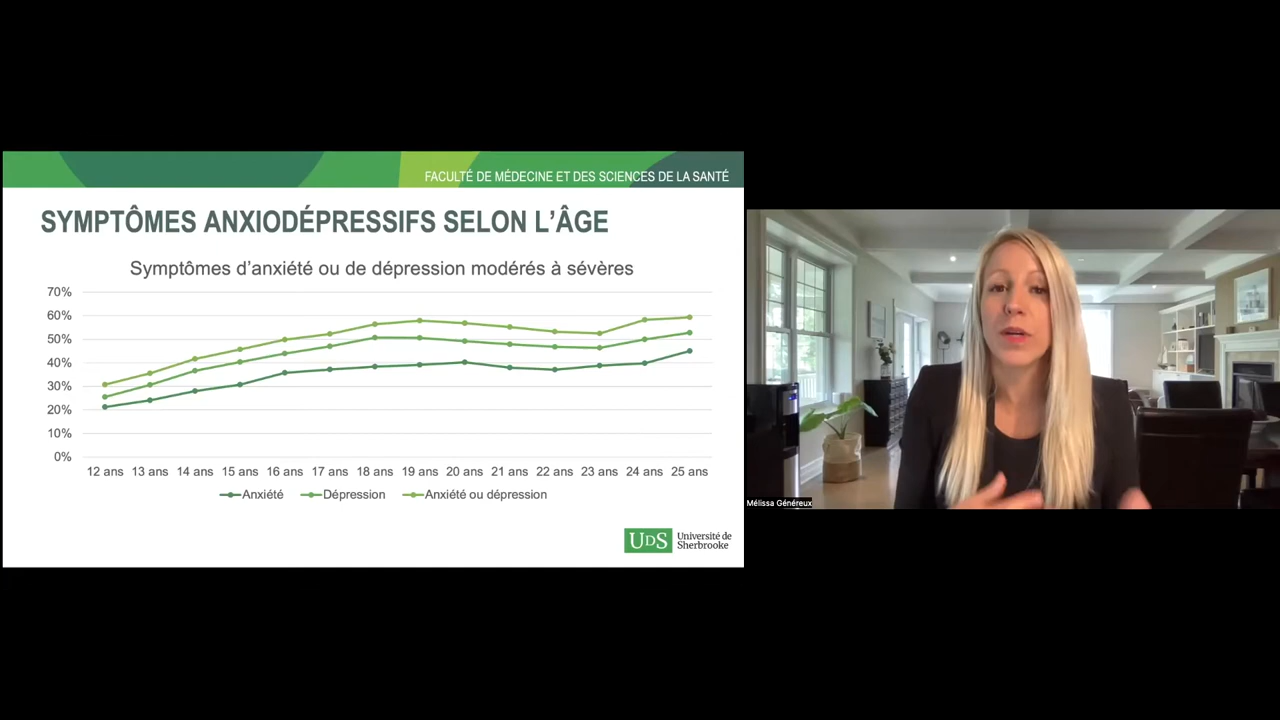 FACULTÉ DE MÉDECINE ET DES SCIENCES DE LA SANTÉ
SYMPTÔMES ANXIODÉPRESSIFS SELON L'ÂGE
Symptômes d'anxiété ou de dépression modérés à sévères
70%
60%
50%
40%
30%
20%
10%
0%
12 ans 13 ans 14 ans 15 ans 16 ans 17 ans 18 ans 19 ans 20 ans 21 ans 22 ans 23 ans 24 ans 25 ans
Anxiété Dépression Anxiété ou dépression
UDS Université de
Sherbrooke
Mélissa Généreux